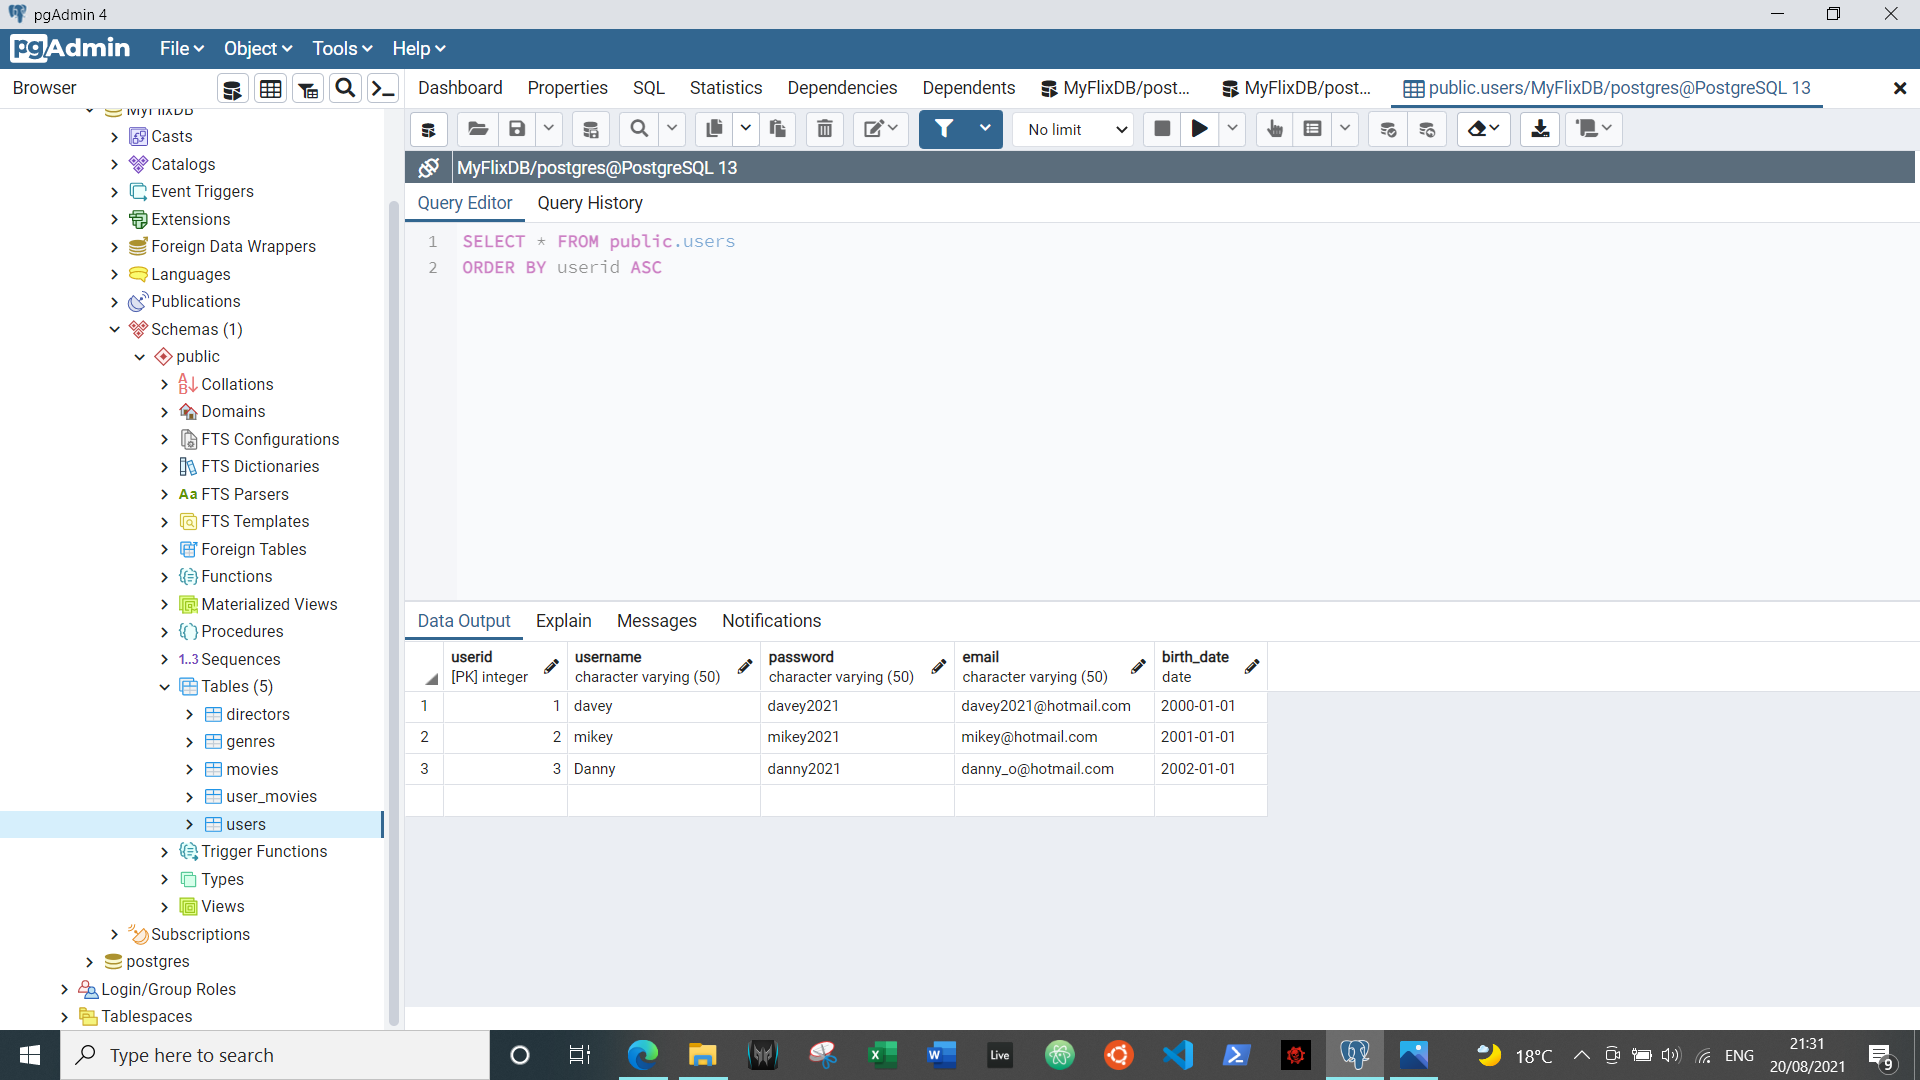 pgAdmin 4
pgAdmin File Object Tools Help
Browser
Dashboard Properties SQL Statistics Dependencies Dependents MyFlixDB/post... MyFlixDB/post... public.users/MyFlixDB/postgres@PostgreSQL 13
No limit
MyFlixDB/postgres@PostgreSQL 13
Query Editor Query History
1 SELECT * FROM public.users
2 ORDER BY userid ASC
MyFlixDB
Casts
Catalogs
Event Triggers
Extensions
Foreign Data Wrappers
Languages
Publications
Schemas (1)
public
Collations
Domains
FTS Configurations
FTS Dictionaries
Aa FTS Parsers
FTS Templates
Foreign Tables
Functions
Materialized Views
Procedures
1..3 Sequences
Tables (5)
directors
genres
movies
user_movies
users
Trigger Functions
Types
Views
Subscriptions
postgres
Login/Group Roles
Tablespaces
Data Output Explain Messages Notifications
userid username password email birth_date
[PK] integer character varying (50) character varying (50) character varying (50) date
1 1 davey davey2021 davey2021@hotmail.com 2000-01-01
2 2 mikey mikey2021 mikey@hotmail.com 2001-01-01
3 3 Danny danny2021 danny_o@hotmail.com 2002-01-01
Type here to search
Live
18°C
ENG
21:31
20/08/2021
9